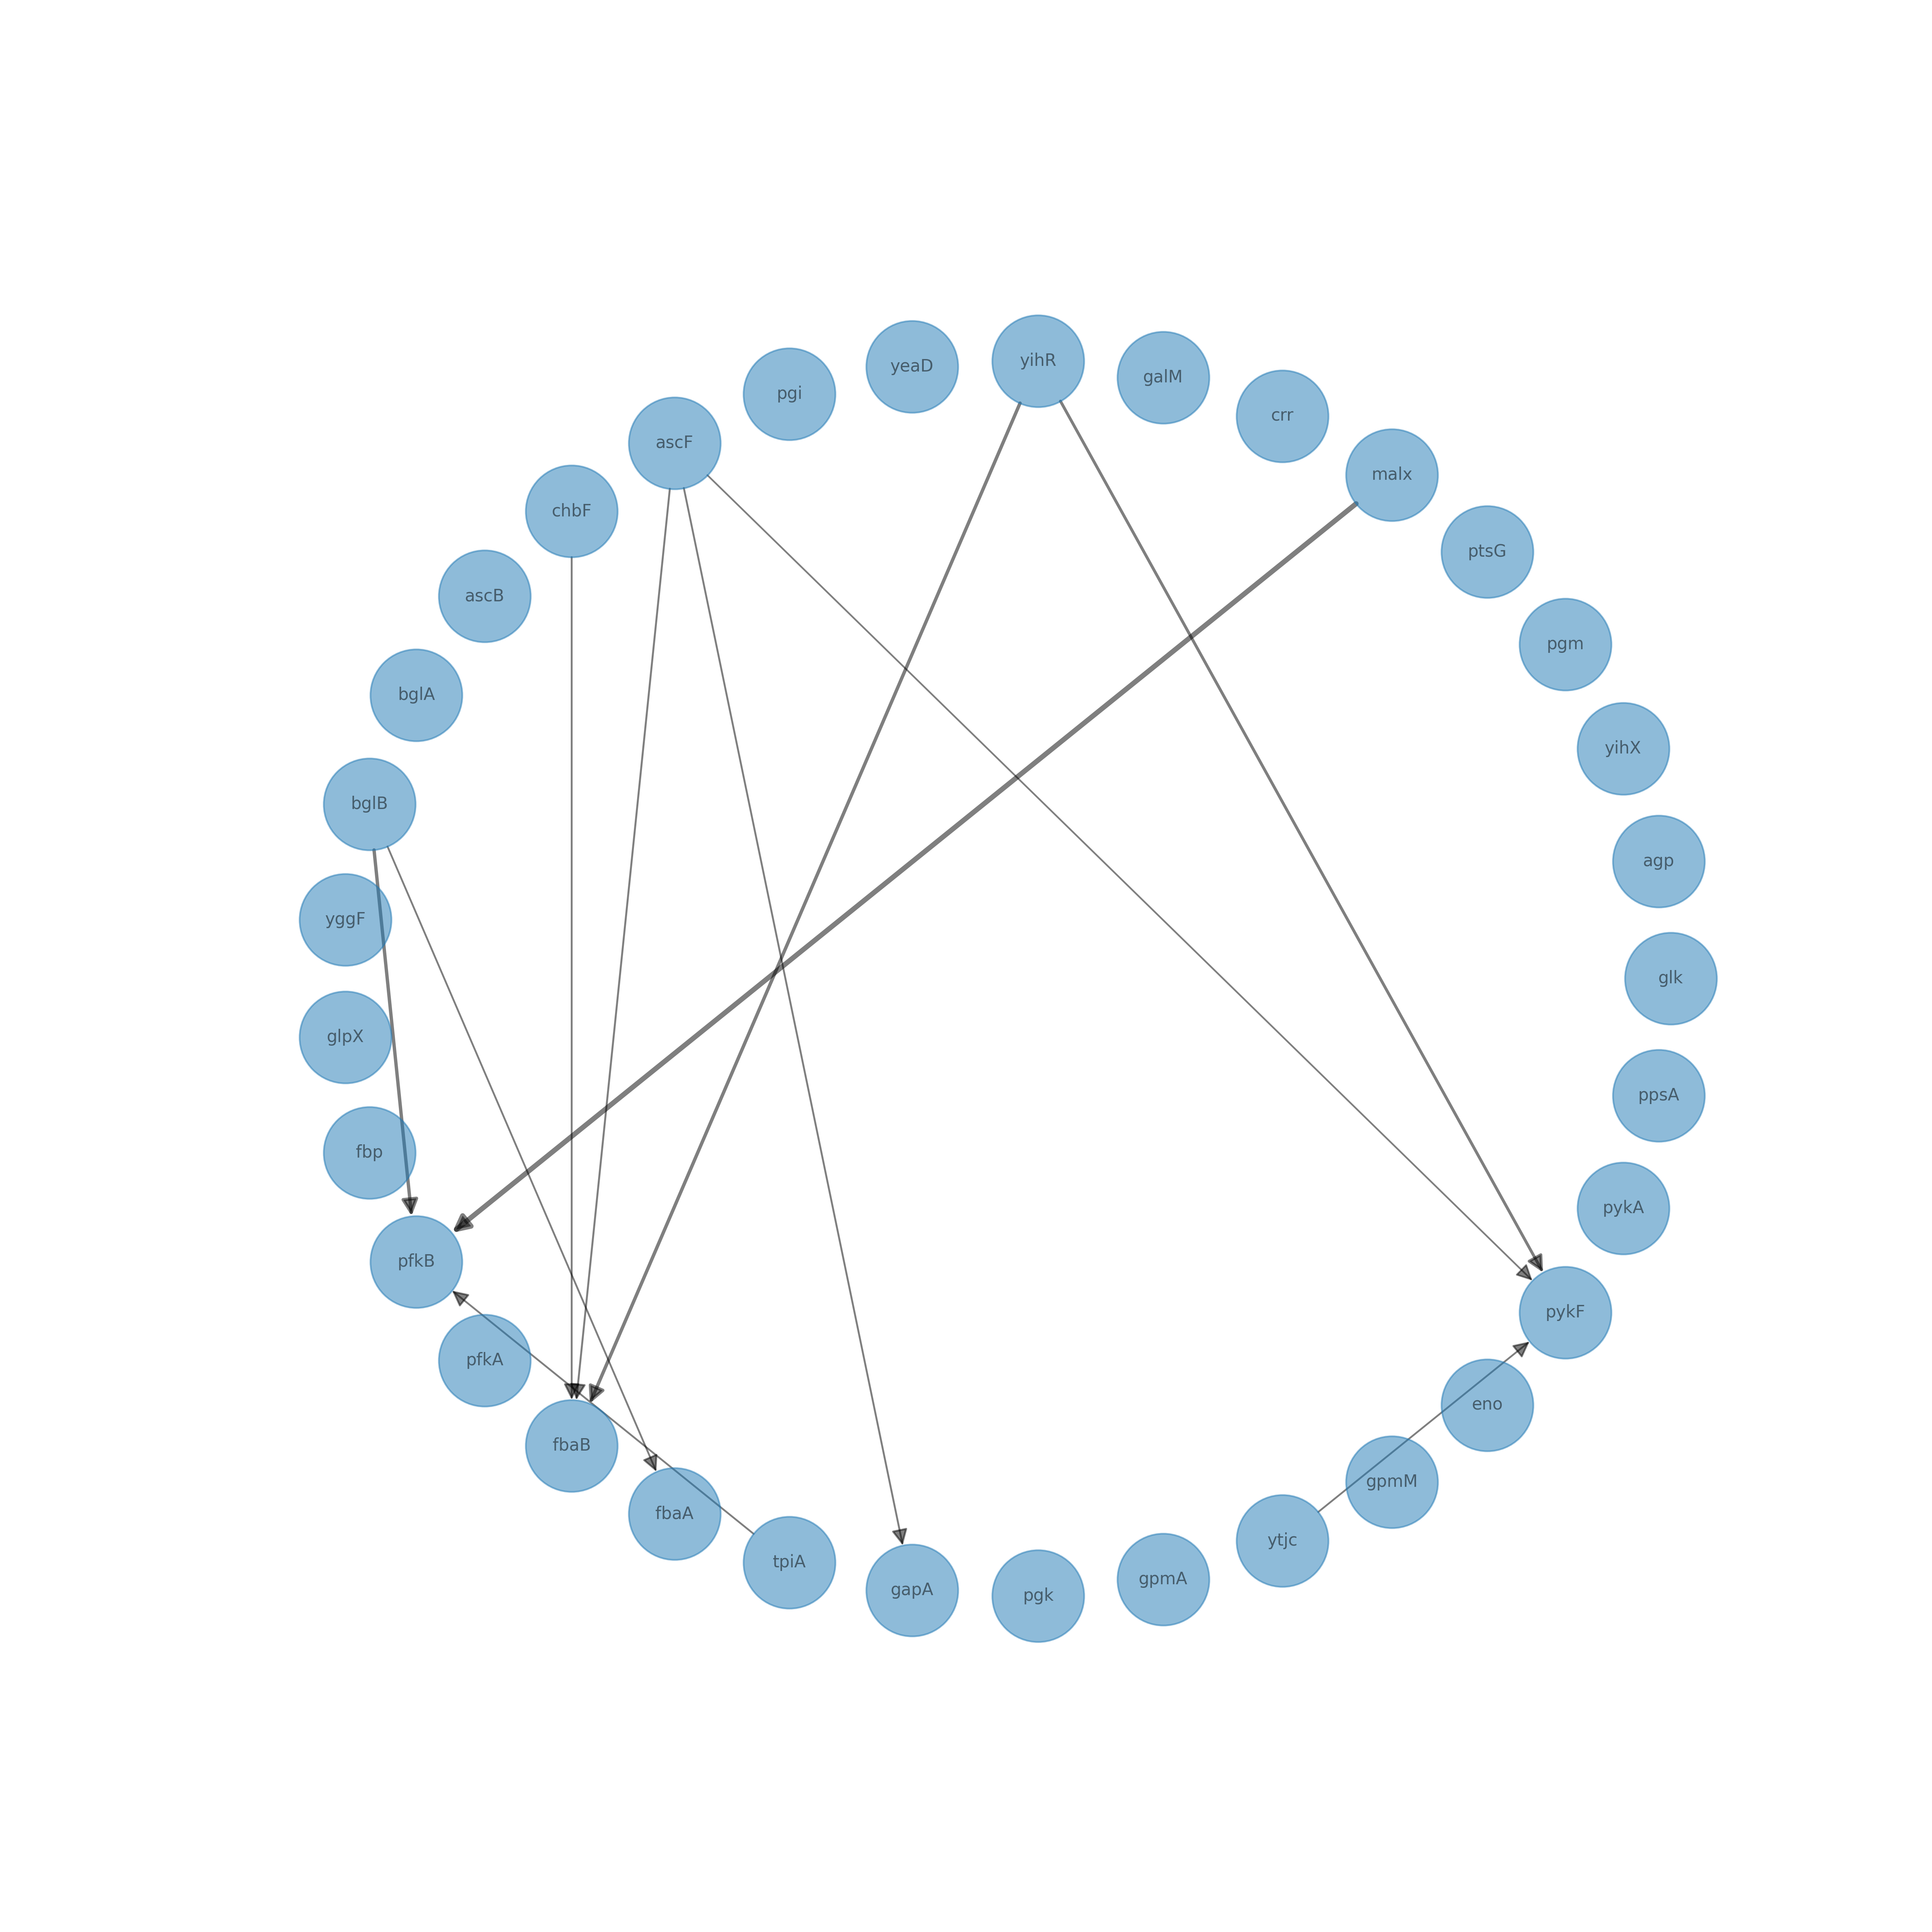 yihR
yeaD
galM
pgi
crr
ascF
malx
chbF
ptsG
ascB
pgm
bglA
yihX
bglB
agp
yggF
glk
glpX
ppsA
fbp
pykA
pfkB
pykF
pfkA
eno
fbaB
gpmM
fbaA
ytjc
tpiA
gpmA
gapA
pgk